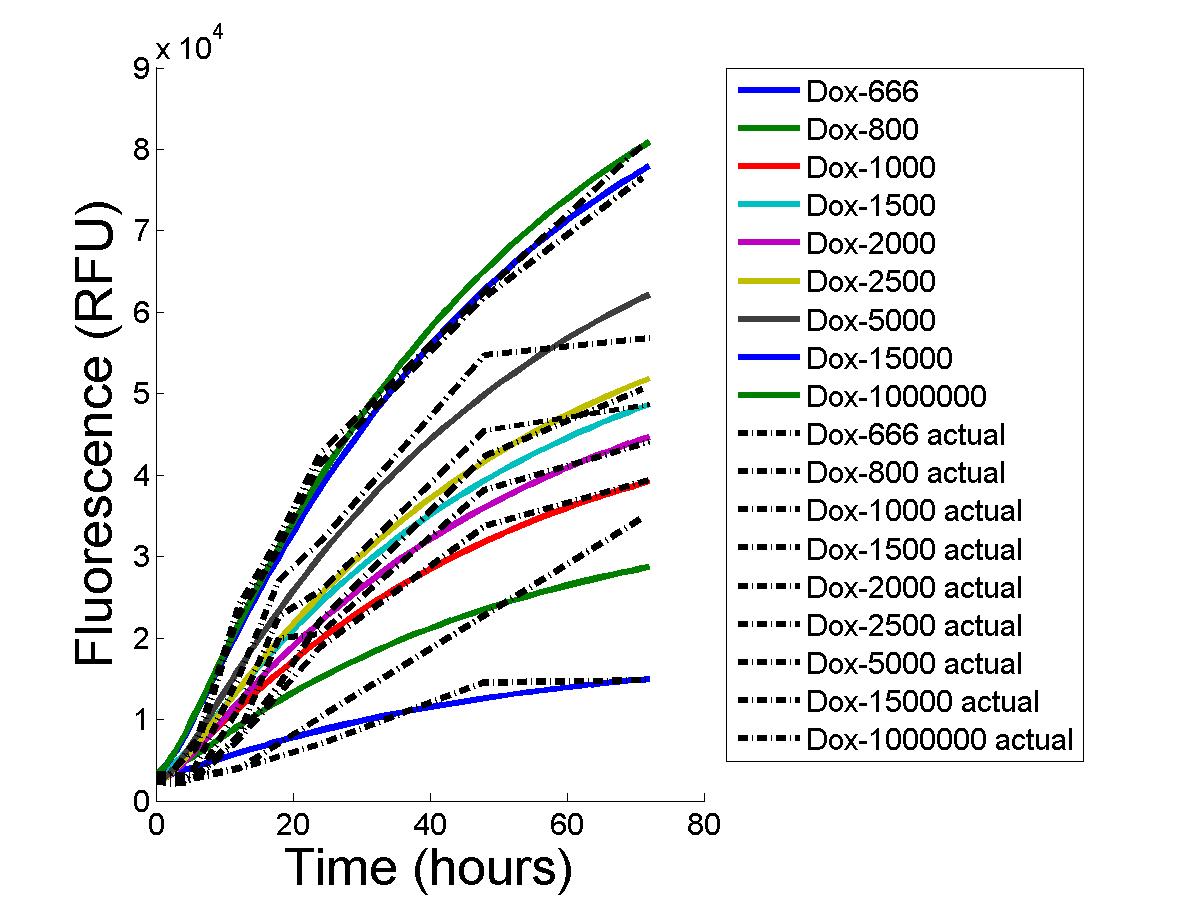 x 10^4
9
8
7
6
5
4
3
2
1
0
Fluorescence (RFU)
0 20 40 60 80
Time (hours)
Dox-666
Dox-800
Dox-1000
Dox-1500
Dox-2000
Dox-2500
Dox-5000
Dox-15000
Dox-1000000
Dox-666 actual
Dox-800 actual
Dox-1000 actual
Dox-1500 actual
Dox-2000 actual
Dox-2500 actual
Dox-5000 actual
Dox-15000 actual
Dox-1000000 actual